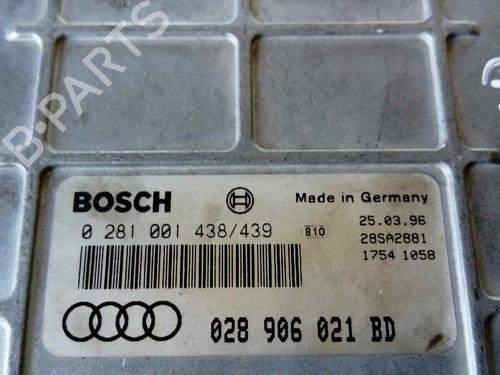 B-PARTS
BOSCH
Made in Germany
0 281 001 438/439
810
25.03.96
28SA2881
1754 1058
028 906 021 BD